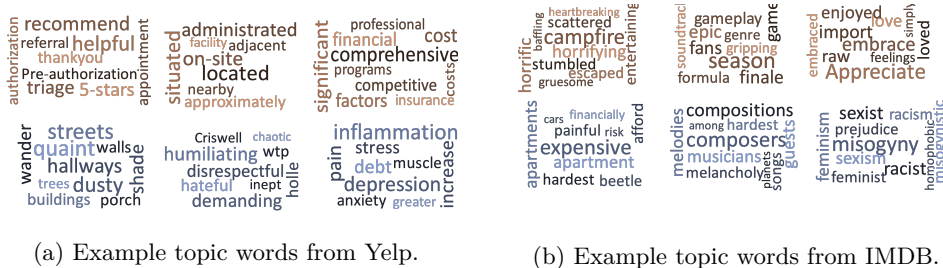 authorization
recommend
referral helpful
thankyou
Pre-authorization
triage 5-stars
appointment
situated
administrated
facility adjacent
on-site
located
nearby
approximately
significant
professional
financial cost
comprehensive
programs
competitive
factors insurance
costs
horrific
baffling
heartbreaking
scattered
campfire
horrifying
stumbled
escaped
gruesome
entertaining
soundtrack
gameplay
epic genre
fans gripping
season
formula finale
game
embraced
enjoyed
import love
embrace
raw feelings
Appreciate
simply
loved
wander
streets
quaint walls
hallways
trees dusty
buildings porch
shade
Criswell chaotic
humiliating wtp
disrespectful
hateful inept
demanding
holle
inflammation
pain
stress
debt muscle
depression
anxiety greater
increase
apartments
cars financially
painful risk
afford
expensive
apartment
hardest beetle
melodies
compositions
among hardest
composers
musicians
melancholy
planets
songs
guests
feminism
sexist racism
prejudice
misogyny
sexism
racist
feminist
homophobic
(a) Example topic words from Yelp.
(b) Example topic words from IMDB.